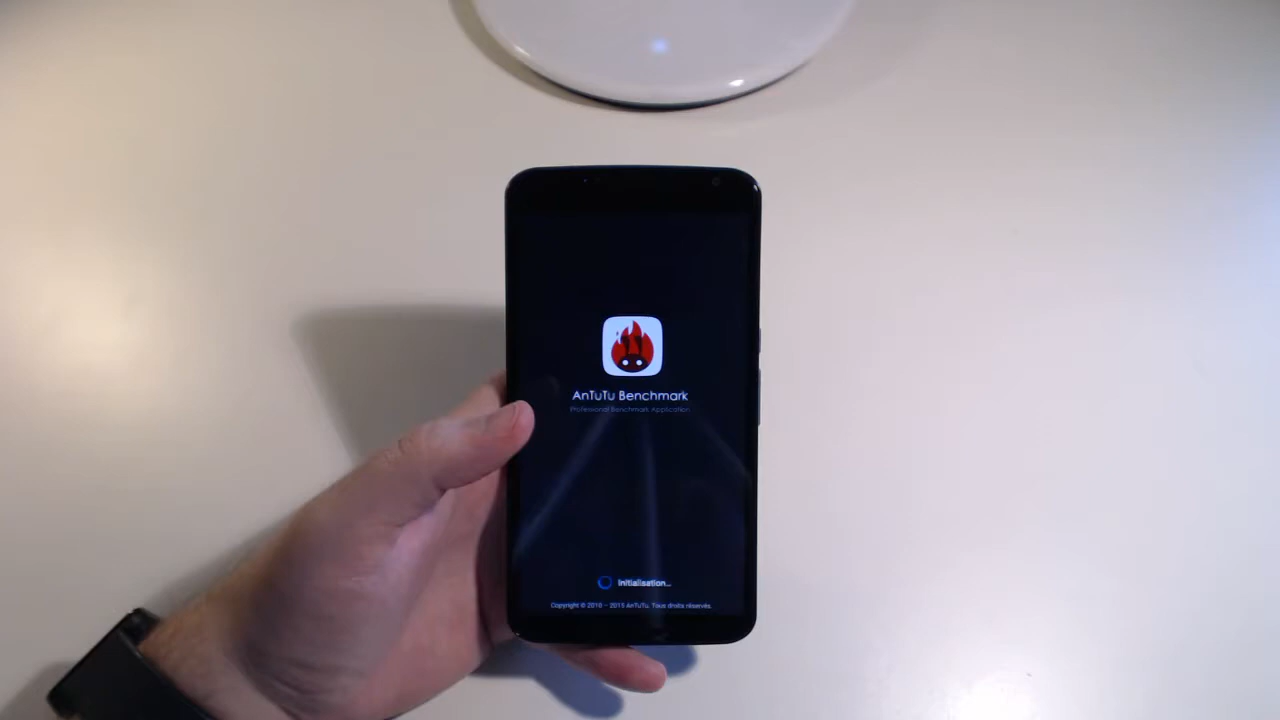 AnTuTu Benchmark
Professional Benchmark Application
Initialisation...
Copyright © 2010 - 2015 AnTuTu. Tous droits réservés.